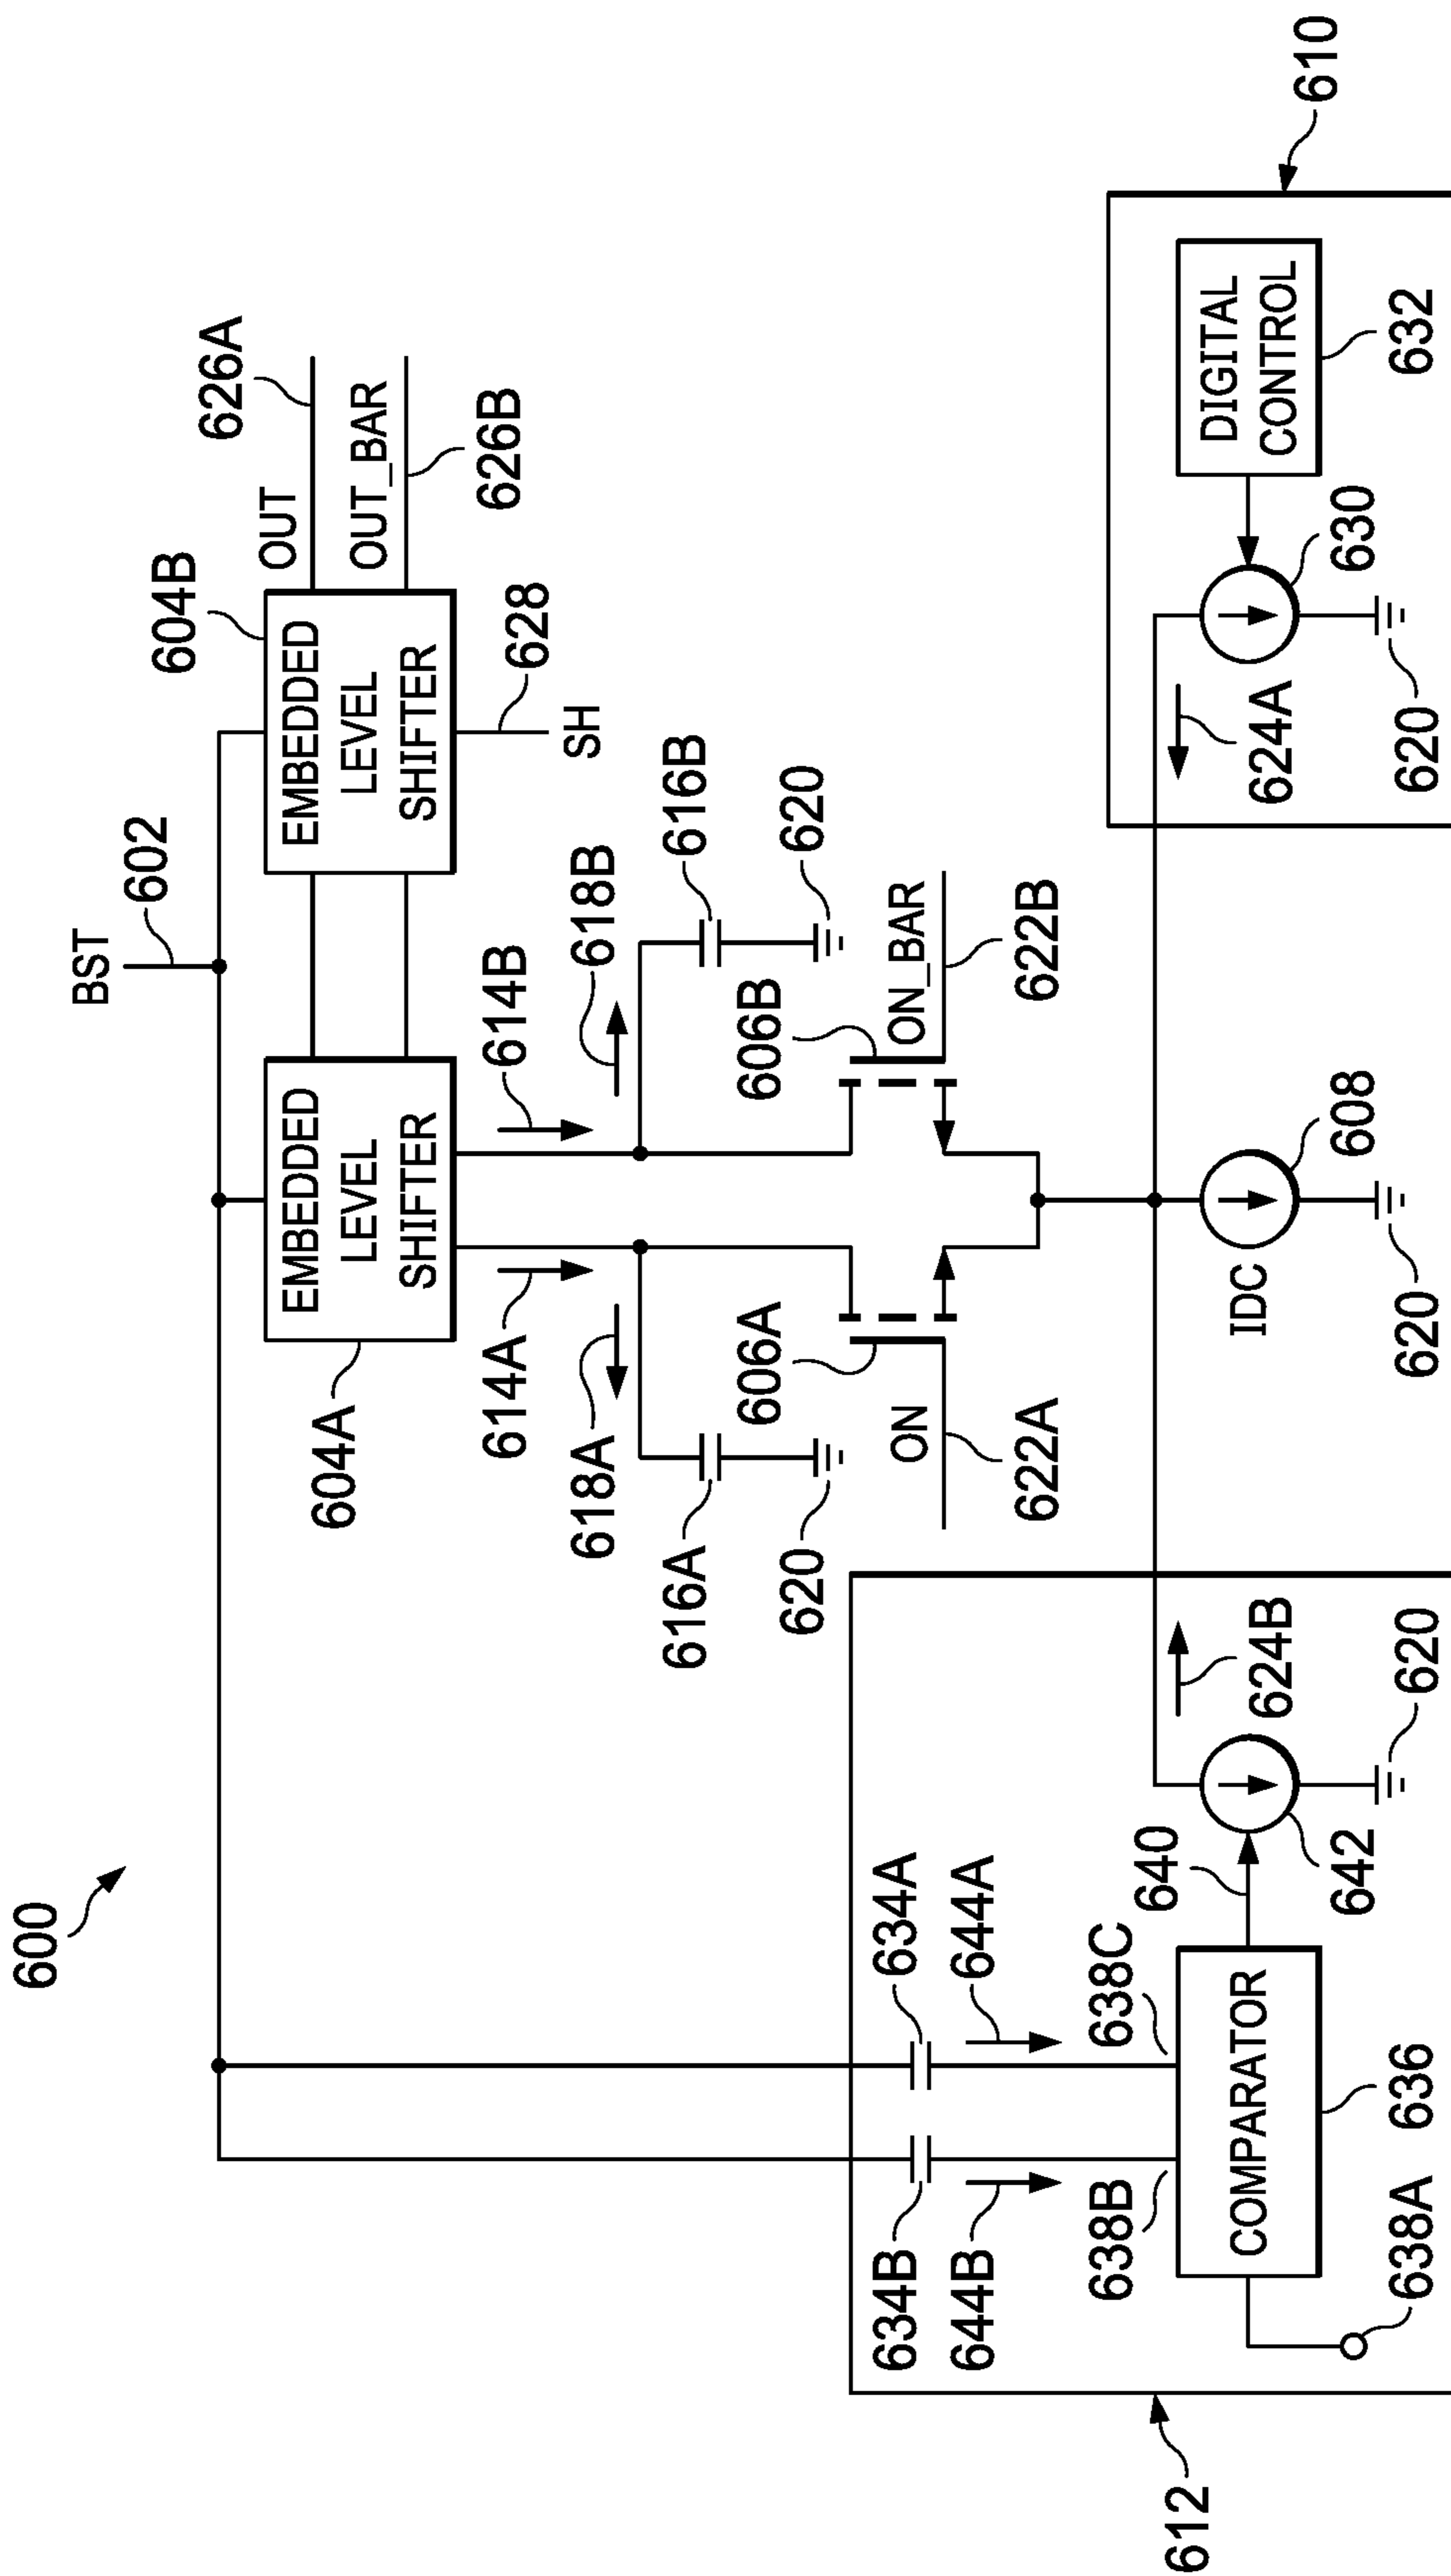 600
BST
602
604A
EMBEDDED
LEVEL
SHIFTER
604B
EMBEDDED
LEVEL
SHIFTER
OUT
626A
OUT_BAR
626B
SH
628
614A
614B
618A
618B
616A
616B
620
620
606A
606B
ON
622A
ON_BAR
622B
634B
634A
644B
644A
638B
638C
COMPARATOR
636
638A
640
642
624B
620
612
IDC
608
620
624A
630
620
DIGITAL
CONTROL
632
610